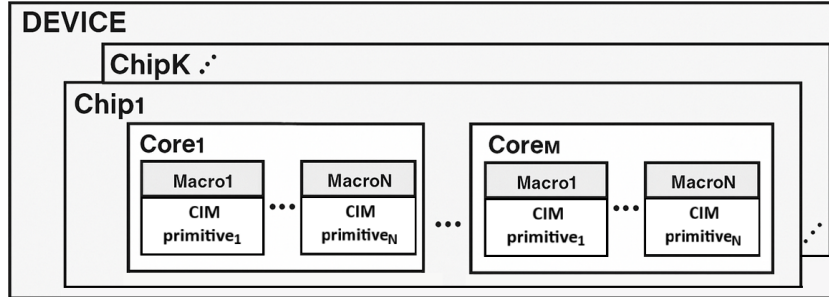 DEVICE
ChipK ⋰
Chip1
Core1
CoreM
Macro1
MacroN
Macro1
MacroN
CIM
primitive1
...
CIM
primitiveN
...
CIM
primitive1
...
CIM
primitiveN